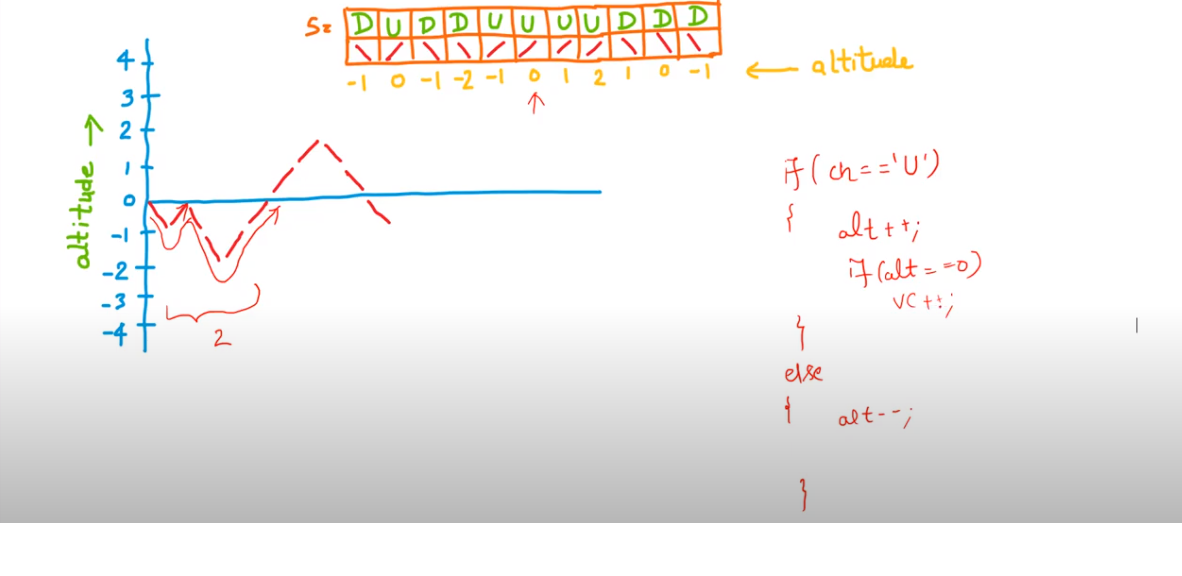 S= D U D D U U U U D D D
-1 0 -1 -2 -1 0 1 2 1 0 -1 ← altitude
altitude →
4
3
2
1
0
-1
-2
-3
-4
2
if(ch=='U')
{
alt++;
if(alt==0)
VC++;
}
else
{
alt--;
}